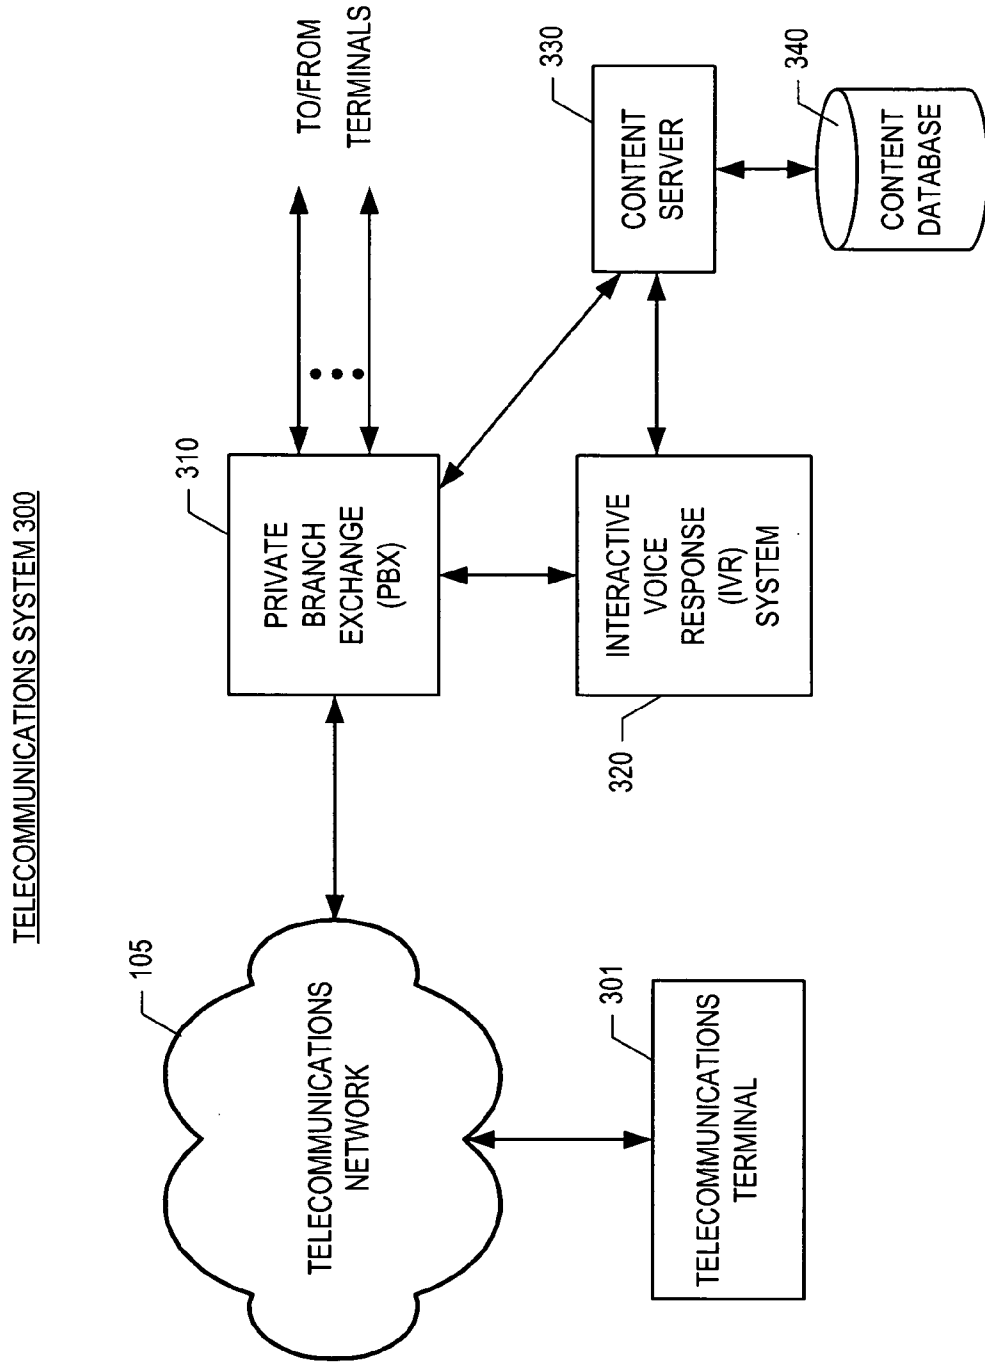 TELECOMMUNICATIONS SYSTEM 300
105
TELECOMMUNICATIONS
NETWORK
301
TELECOMMUNICATIONS
TERMINAL
310
PRIVATE
BRANCH
EXCHANGE
(PBX)
TO/FROM
TERMINALS
320
INTERACTIVE
VOICE
RESPONSE
(IVR)
SYSTEM
330
CONTENT
SERVER
340
CONTENT
DATABASE